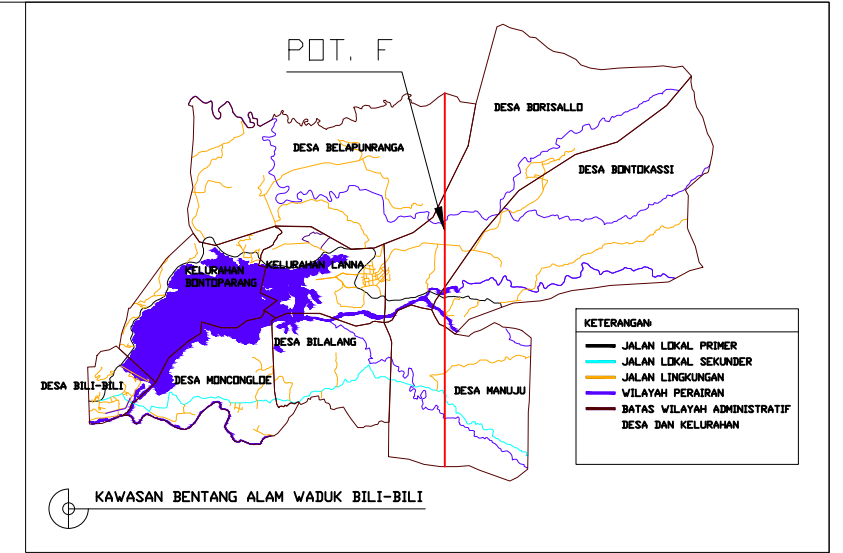 POT. F
DESA BORISALLO
DESA BELAPUNRANGA
DESA BONTOKASSI
KELURAHAN LANNA
KELURAHAN
BONTOPARANG
DESA BILALANG
DESA BILI-BILI
DESA MONCONGLOE
DESA MANUJU
KETERANGAN:
JALAN LOKAL PRIMER
JALAN LOKAL SEKUNDER
JALAN LINGKUNGAN
WILAYAH PERAIRAN
BATAS WILAYAH ADMINISTRATIF
DESA DAN KELURAHAN
KAWASAN BENTANG ALAM WADUK BILI-BILI